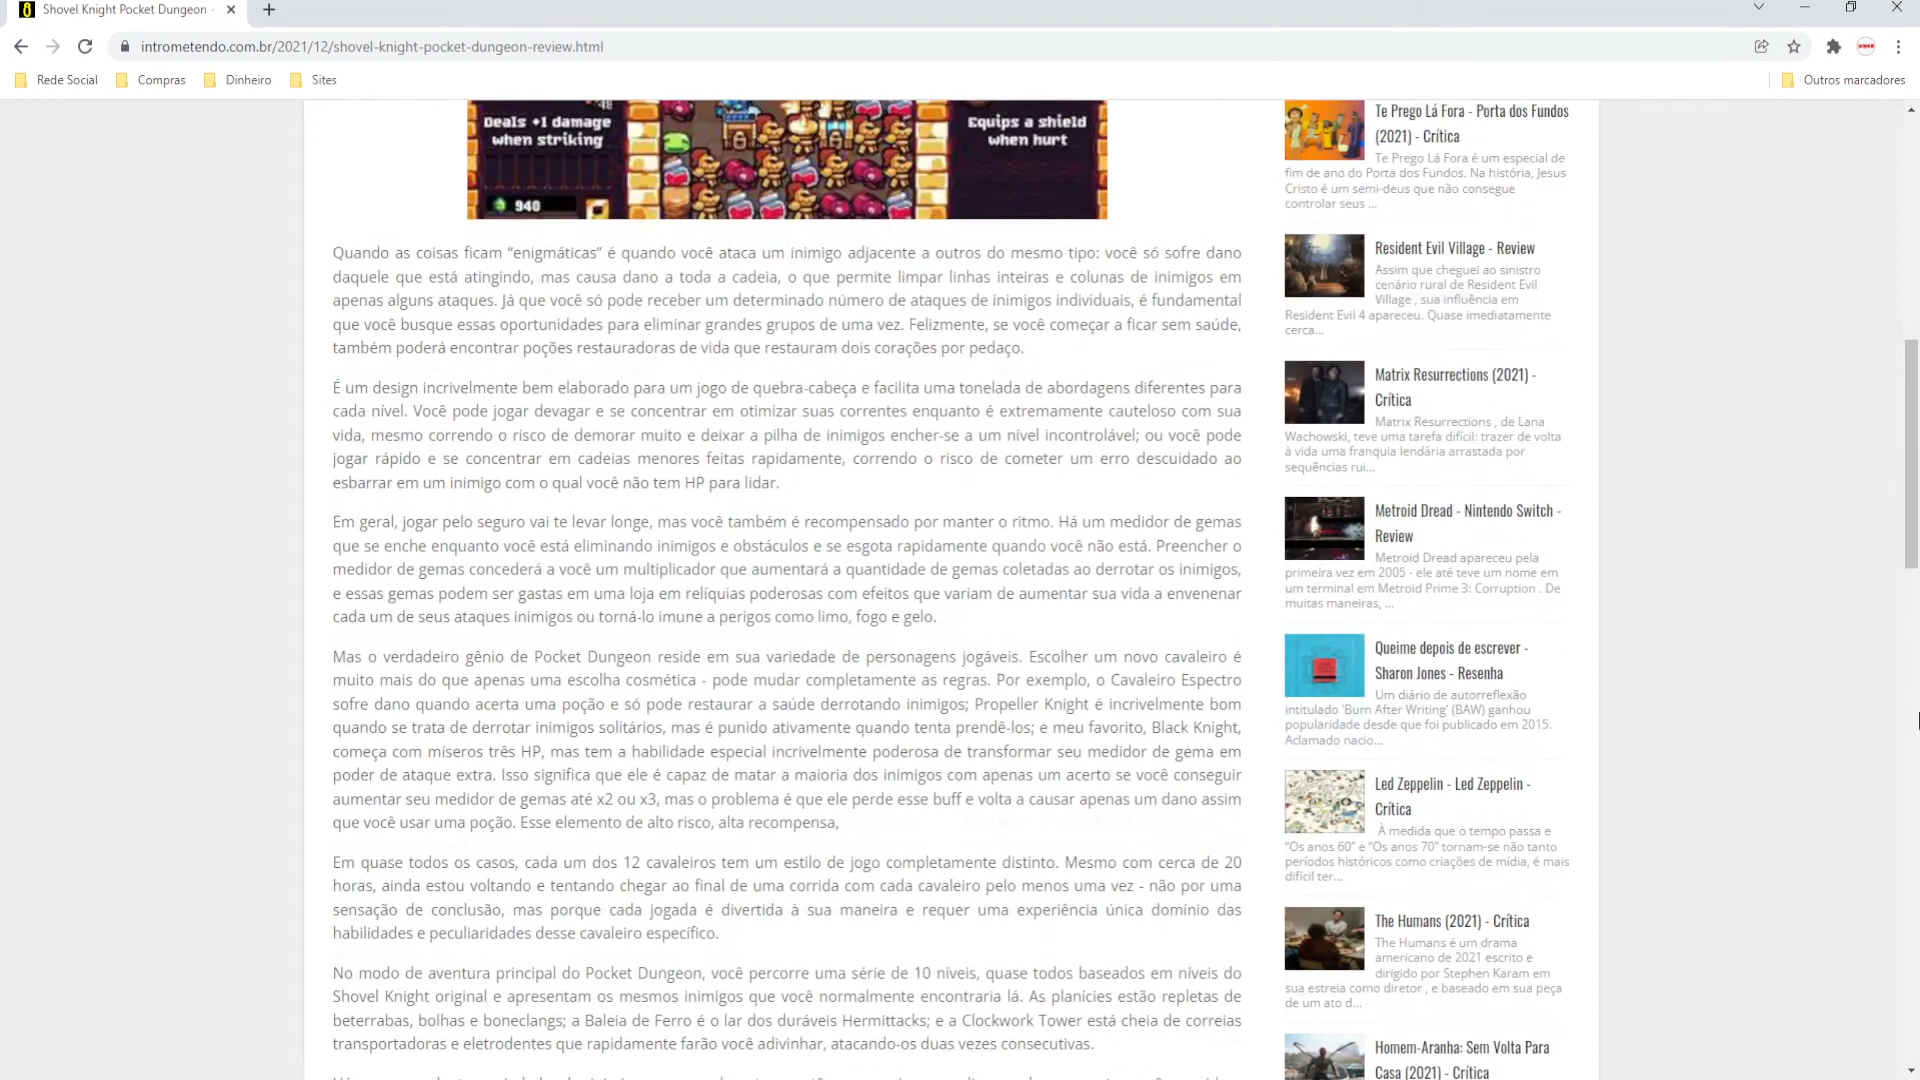 Shovel Knight Pocket Dungeon -
intrometendo.com.br/2021/12/shovel-knight-pocket-dungeon-review.html
Rede Social
Compras
Dinheiro
Sites
Outros marcadores
Deals +1 damage
when striking
940
48
Equips a shield
when hurt
Quando as coisas ficam “enigmáticas” é quando você ataca um inimigo adjacente a outros do mesmo tipo: você só sofre dano
daquele que está atingindo, mas causa dano a toda a cadeia, o que permite limpar linhas inteiras e colunas de inimigos em
apenas alguns ataques. Já que você só pode receber um determinado número de ataques de inimigos individuais, é fundamental
que você busque essas oportunidades para eliminar grandes grupos de uma vez. Felizmente, se você começar a ficar sem saúde,
também poderá encontrar poções restauradoras de vida que restauram dois corações por pedaço.
É um design incrivelmente bem elaborado para um jogo de quebra-cabeça e facilita uma tonelada de abordagens diferentes para
cada nível. Você pode jogar devagar e se concentrar em otimizar suas correntes enquanto é extremamente cauteloso com sua
vida, mesmo correndo o risco de demorar muito e deixar a pilha de inimigos encher-se a um nível incontrolável; ou você pode
jogar rápido e se concentrar em cadeias menores feitas rapidamente, correndo o risco de cometer um erro descuidado ao
esbarrar em um inimigo com o qual você não tem HP para lidar.
Em geral, jogar pelo seguro vai te levar longe, mas você também é recompensado por manter o ritmo. Há um medidor de gemas
que se enche enquanto você está eliminando inimigos e obstáculos e se esgota rapidamente quando você não está. Preencher o
medidor de gemas concederá a você um multiplicador que aumentará a quantidade de gemas coletadas ao derrotar os inimigos,
e essas gemas podem ser gastas em uma loja em relíquias poderosas com efeitos que variam de aumentar sua vida a envenenar
cada um de seus ataques inimigos ou torná-lo imune a perigos como limo, fogo e gelo.
Mas o verdadeiro gênio de Pocket Dungeon reside em sua variedade de personagens jogáveis. Escolher um novo cavaleiro é
muito mais do que apenas uma escolha cosmética - pode mudar completamente as regras. Por exemplo, o Cavaleiro Espectro
sofre dano quando acerta uma poção e só pode restaurar a saúde derrotando inimigos; Propeller Knight é incrivelmente bom
quando se trata de derrotar inimigos solitários, mas é punido ativamente quando tenta prendê-los; e meu favorito, Black Knight,
começa com míseros três HP, mas tem a habilidade especial incrivelmente poderosa de transformar seu medidor de gema em
poder de ataque extra. Isso significa que ele é capaz de matar a maioria dos inimigos com apenas um acerto se você conseguir
aumentar seu medidor de gemas até x2 ou x3, mas o problema é que ele perde esse buff e volta a causar apenas um dano assim
que você usar uma poção. Esse elemento de alto risco, alta recompensa,
Em quase todos os casos, cada um dos 12 cavaleiros tem um estilo de jogo completamente distinto. Mesmo com cerca de 20
horas, ainda estou voltando e tentando chegar ao final de uma corrida com cada cavaleiro pelo menos uma vez - não por uma
sensação de conclusão, mas porque cada jogada é divertida à sua maneira e requer uma experiência única domínio das
habilidades e peculiaridades desse cavaleiro específico.
No modo de aventura principal do Pocket Dungeon, você percorre uma série de 10 níveis, quase todos baseados em níveis do
Shovel Knight original e apresentam os mesmos inimigos que você normalmente encontraria lá. As planícies estão repletas de
beterrabas, bolhas e boneclangs; a Baleia de Ferro é o lar dos duráveis Hermittacks; e a Clockwork Tower está cheia de correias
transportadoras e eletrodentes que rapidamente farão você adivinhar, atacando-os duas vezes consecutivas.
Te Prego Lá Fora - Porta dos Fundos
(2021) - Crítica
Te Prego Lá Fora é um especial de
fim de ano do Porta dos Fundos. Na história, Jesus
Cristo é um semi-deus que não consegue
controlar seus ...
Resident Evil Village - Review
Assim que cheguei ao sinistro
cenário rural de Resident Evil
Village , sua influência em
Resident Evil 4 apareceu. Quase imediatamente
cerca...
Matrix Resurrections (2021) -
Crítica
Matrix Resurrections , de Lana
Wachowski, teve uma tarefa difícil: trazer de volta
à vida uma franquia lendária arrastada por
sequências rui...
Metroid Dread - Nintendo Switch -
Review
Metroid Dread apareceu pela
primeira vez em 2005 - ele até teve um nome em
um terminal em Metroid Prime 3: Corruption . De
muitas maneiras, ...
Queime depois de escrever -
Sharon Jones - Resenha
Um diário de autorreflexão
intitulado 'Burn After Writing' (BAW) ganhou
popularidade desde que foi publicado em 2015.
Aclamado nacio...
Led Zeppelin - Led Zeppelin -
Crítica
À medida que o tempo passa e
“Os anos 60” e “Os anos 70” tornam-se não tanto
períodos históricos como criações de mídia, é mais
difícil ter...
The Humans (2021) - Crítica
The Humans é um drama
americano de 2021 escrito e
dirigido por Stephen Karam em
sua estreia como diretor , e baseado em sua peça
de um ato d...
Homem-Aranha: Sem Volta Para
Casa (2021) - Crítica